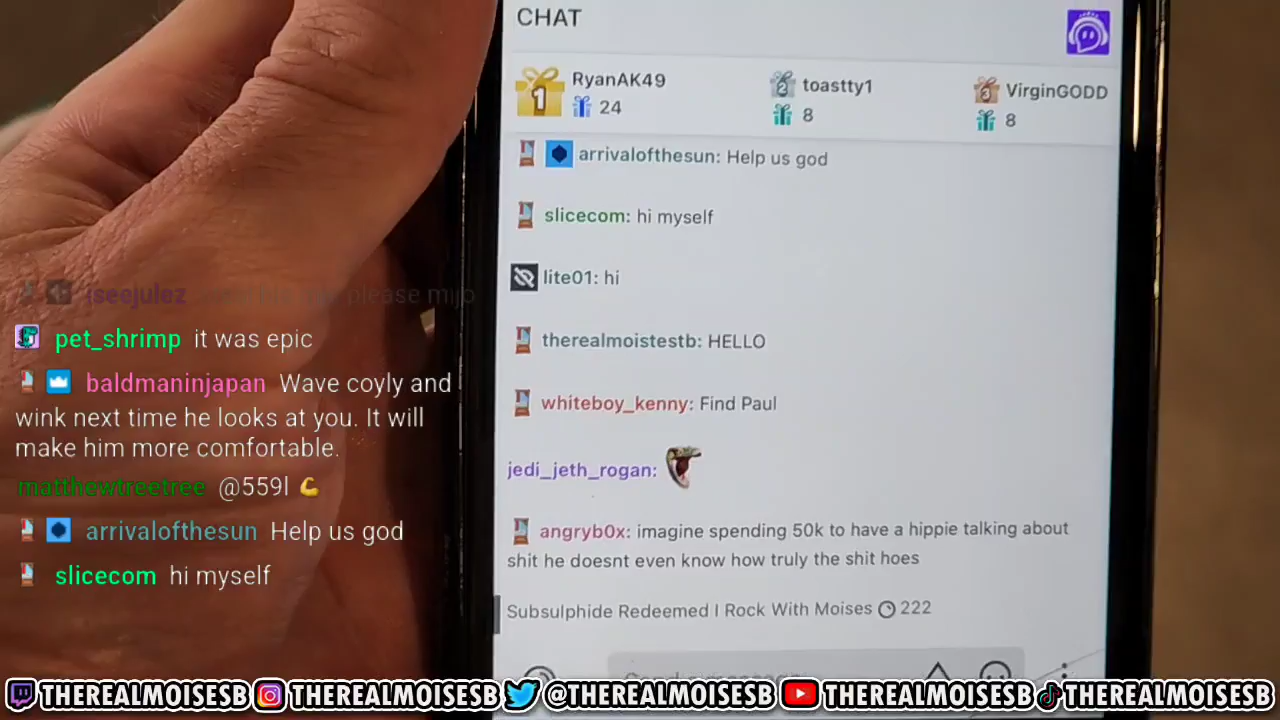 CHAT
RyanAK49
24
toastty1
8
VirginGODD
8
arrivalofthesun: Help us god
slicecom: hi myself
lite01: hi
therealmoistestb: HELLO
whiteboy_kenny: Find Paul
jedi_jeth_rogan:
angryb0x: imagine spending 50k to have a hippie talking about
shit he doesnt even know how truly the shit hoes
Subsulphide Redeemed I Rock With Moises 222
iseejulez please mijo
pet_shrimp it was epic
baldmaninjapan Wave coyly and
wink next time he looks at you. It will
make him more comfortable.
matthewtreetree @559l
arrivalofthesun Help us god
slicecom hi myself
THEREALMOISESB THEREALMOISESB @THEREALMOISESB THEREALMOISESB THEREALMOISESB